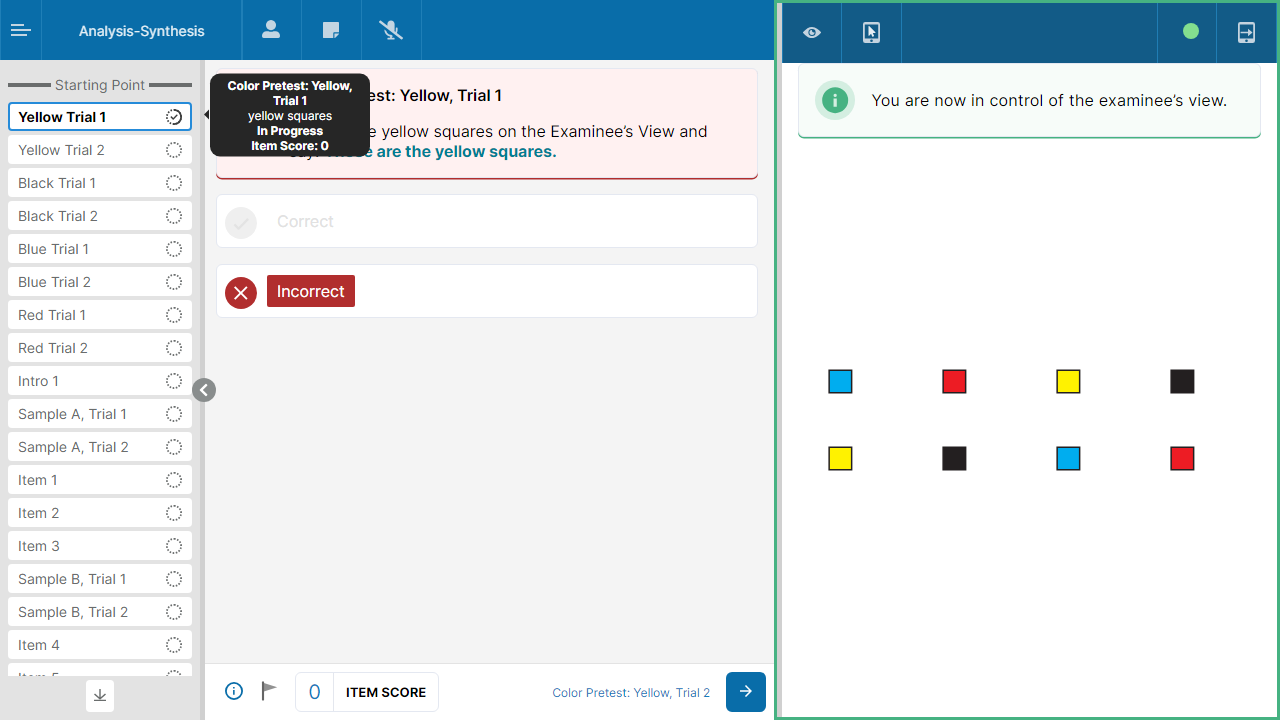 Analysis-Synthesis
Starting Point
Yellow Trial 1
Yellow Trial 2
Black Trial 1
Black Trial 2
Blue Trial 1
Blue Trial 2
Red Trial 1
Red Trial 2
Intro 1
Sample A, Trial 1
Sample A, Trial 2
Item 1
Item 2
Item 3
Sample B, Trial 1
Sample B, Trial 2
Item 4
Color Pretest: Yellow,
Trial 1
yellow squares
In Progress
Item Score: 0
est: Yellow, Trial 1
yellow squares on the Examinee's View and
are the yellow squares.
Correct
Incorrect
0 ITEM SCORE
Color Pretest: Yellow, Trial 2
You are now in control of the examinee's view.